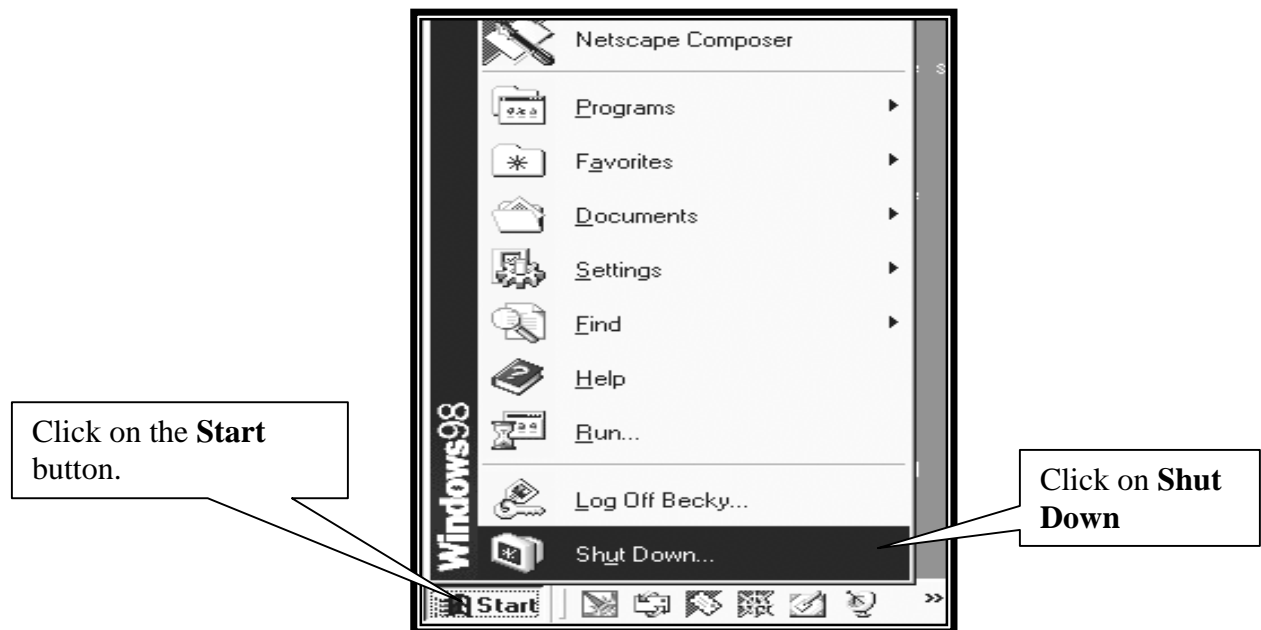 Netscape Composer
Programs
Favorites
Documents
Settings
Find
Help
Run...
Log Off Becky...
Shut Down...
Windows98
Start
»
Click on the Start
button.
Click on Shut
Down